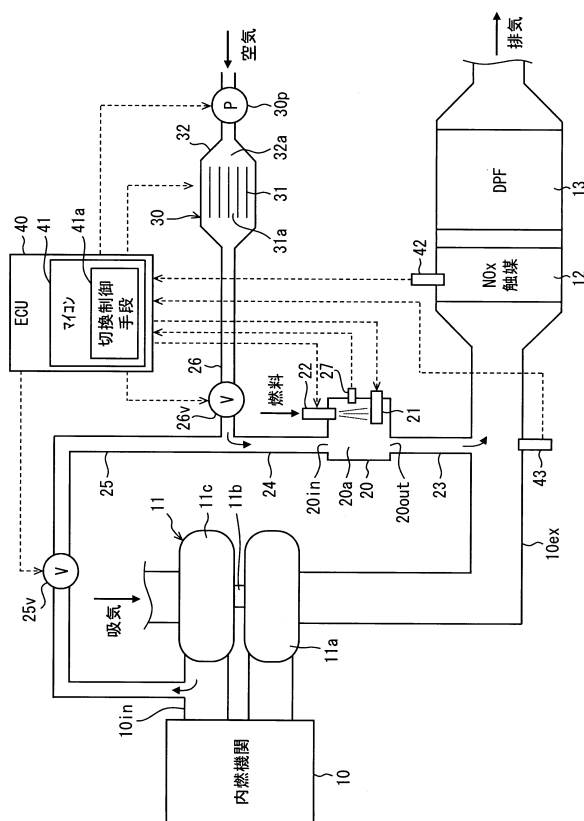 ECU
マイコン
切換制御
手段
40
41
41a
空気
P
30p
32
32a
30
31
31a
排気
DPF
13
NOx
触媒
12
42
26
V
26v
燃料
22
27
21
25
24
20in
20a
20
20out
23
43
10ex
V
25v
吸気
11
11c
11b
11a
10in
内燃機関
10